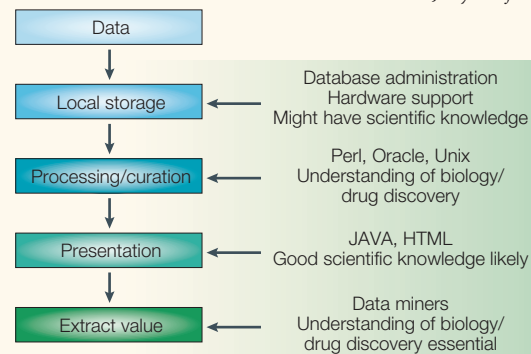 Data
Local storage
Database administration
Hardware support
Might have scientific knowledge
Processing/curation
Perl, Oracle, Unix
Understanding of biology/
drug discovery
Presentation
JAVA, HTML
Good scientific knowledge likely
Extract value
Data miners
Understanding of biology/
drug discovery essential